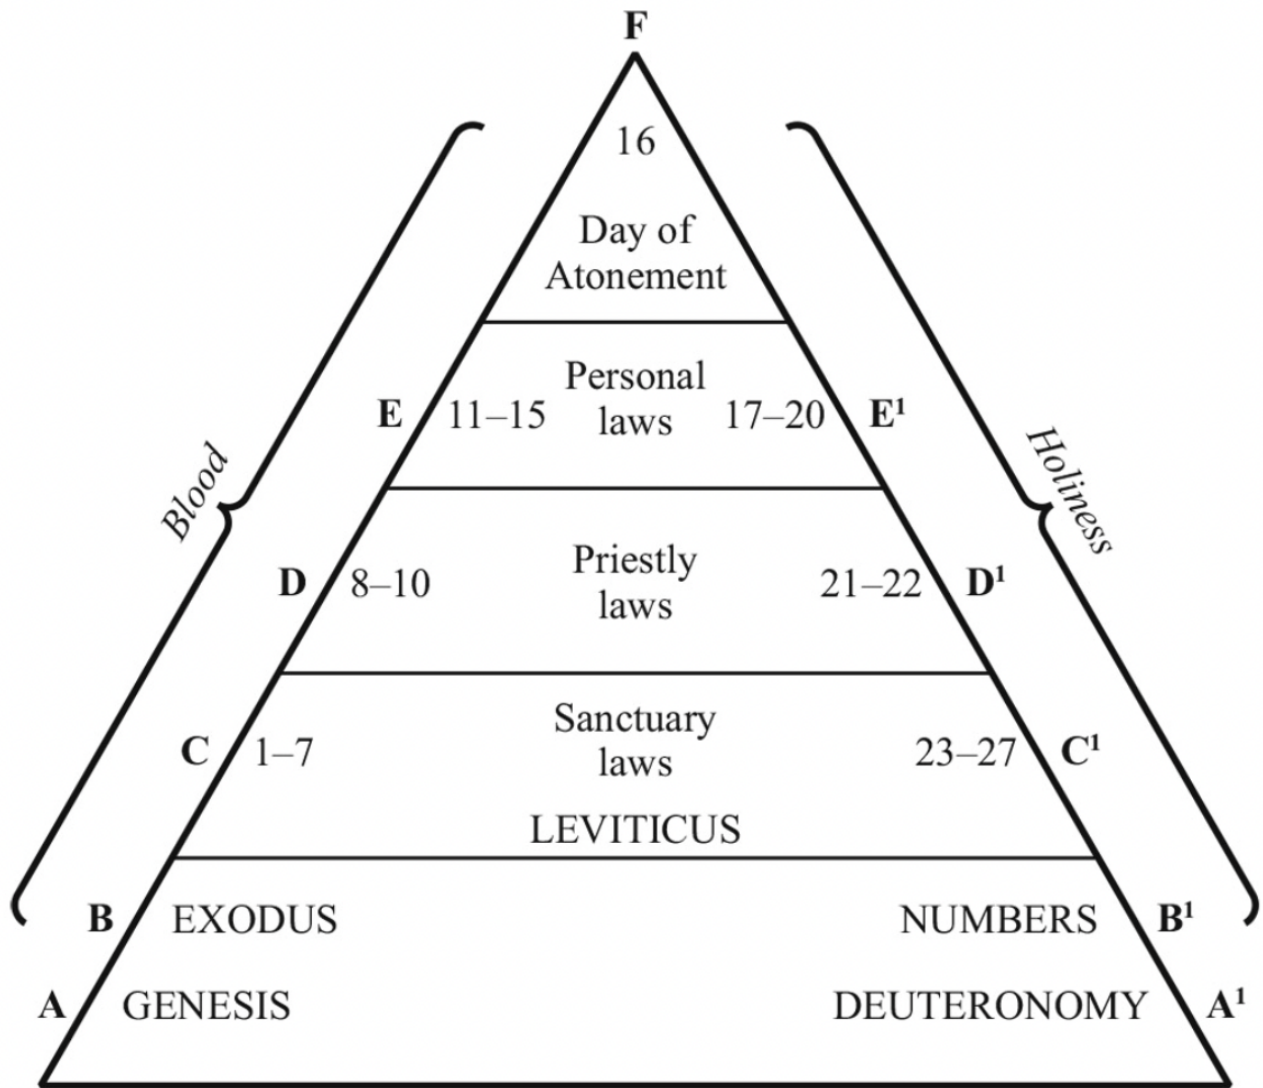 F
16
Day of
Atonement
Personal
E 11–15 laws 17–20 E¹
Blood
Holiness
Priestly
D 8–10 laws 21–22 D¹
Sanctuary
C 1–7 laws 23–27 C¹
LEVITICUS
B EXODUS NUMBERS B¹
A GENESIS DEUTERONOMY A¹